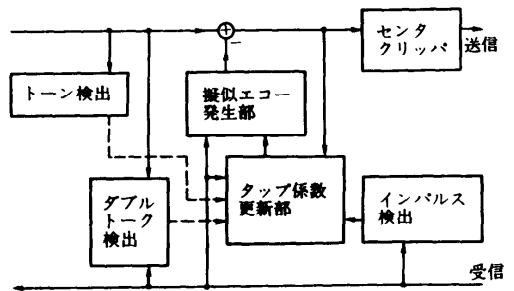 センタ
クリッパ
送信
トーン検出
擬似エコー
発生部
ダブル
トーク
検出
タップ係数
更新部
インパルス
検出
受信